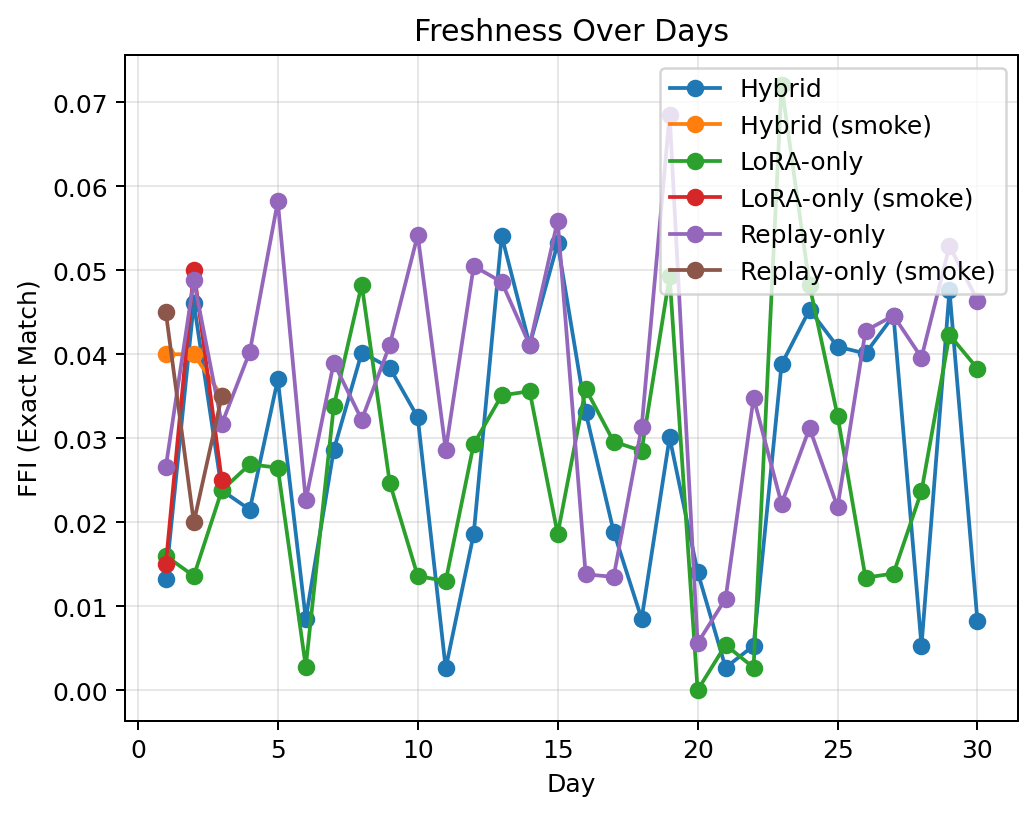 Freshness Over Days
FFI (Exact Match)
0.07
0.06
0.05
0.04
0.03
0.02
0.01
0.00
Hybrid
Hybrid (smoke)
LoRA-only
LoRA-only (smoke)
Replay-only
Replay-only (smoke)
0 5 10 15 20 25 30
Day